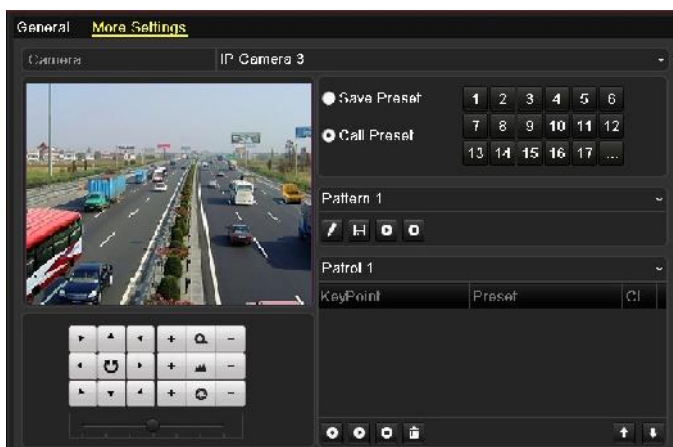 General More Settings
Camera IP Camera 3
Save Preset
1 2 3 4 5 6
Call Preset
7 8 9 10 11 12
13 14 15 16 17 ...
Pattern 1
Patrol 1
KeyPoint Preset Cl